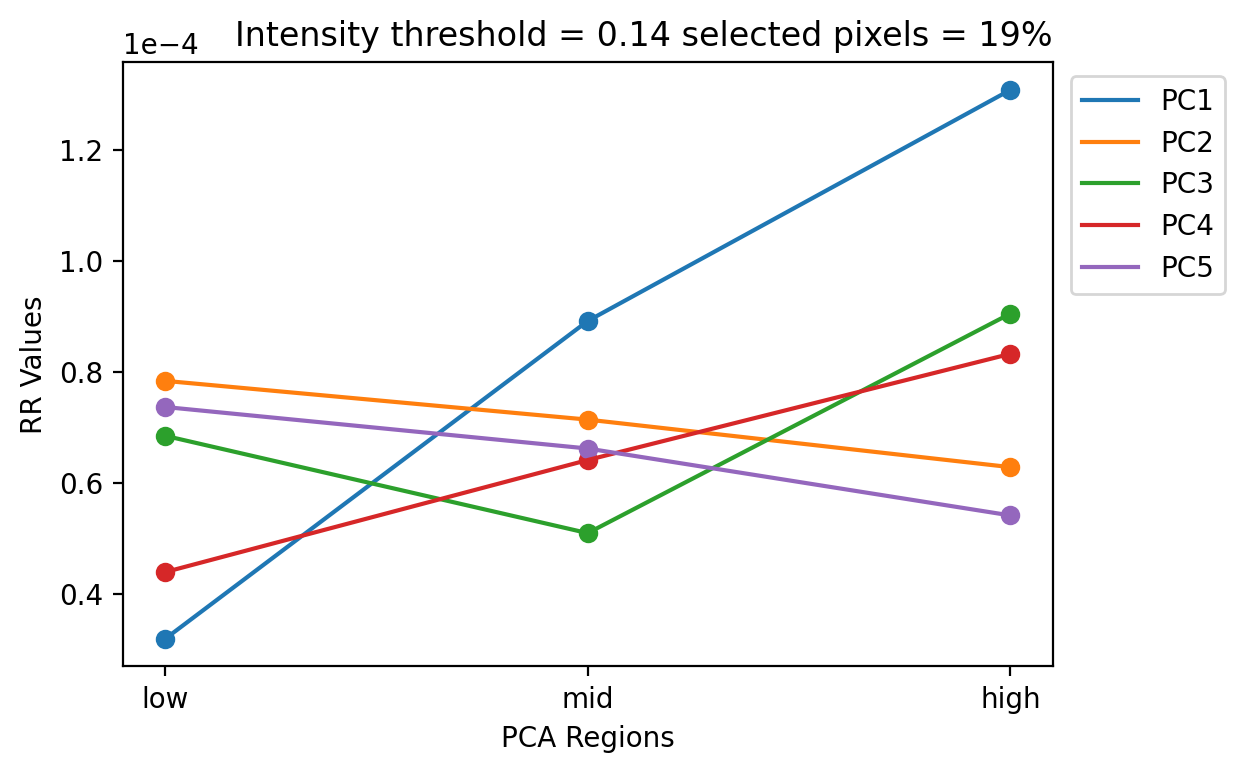 Intensity threshold = 0.14 selected pixels = 19%
1e−4
1.2
1.0
0.8
0.6
0.4
RR Values
low mid high
PCA Regions
PC1
PC2
PC3
PC4
PC5